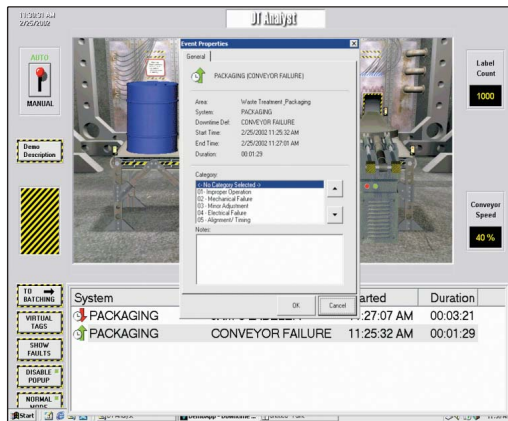 11:30:31 AM
2/25/2002
DT Analyst
AUTO
MANUAL
Demo
Description
Label
Count
1000
Conveyor
Speed
40 %
Event Properties
General
PACKAGING (CONVEYOR FAILURE)
Area: Waste Treatment_Packaging
System: PACKAGING
Downtime Def: CONVEYOR FAILURE
Start Time: 2/25/2002 11:25:32 AM
End Time: 2/25/2002 11:27:01 AM
Duration: 00:01:29
Category:
<- No Category Selected ->
01- Improper Operation
02 - Mechanical Failure
03 - Minor Adjustment
04 - Electrical Failure
05 - Alignment/ Timing
Notes:
OK Cancel
TO
BATCHING
VIRTUAL
TAGS
SHOW
FAULTS
DISABLE
POPUP
NORMAL
MODE
System arted Duration
PACKAGING :27:07 AM 00:03:21
PACKAGING CONVEYOR FAILURE 11:25:32 AM 00:01:29
Start